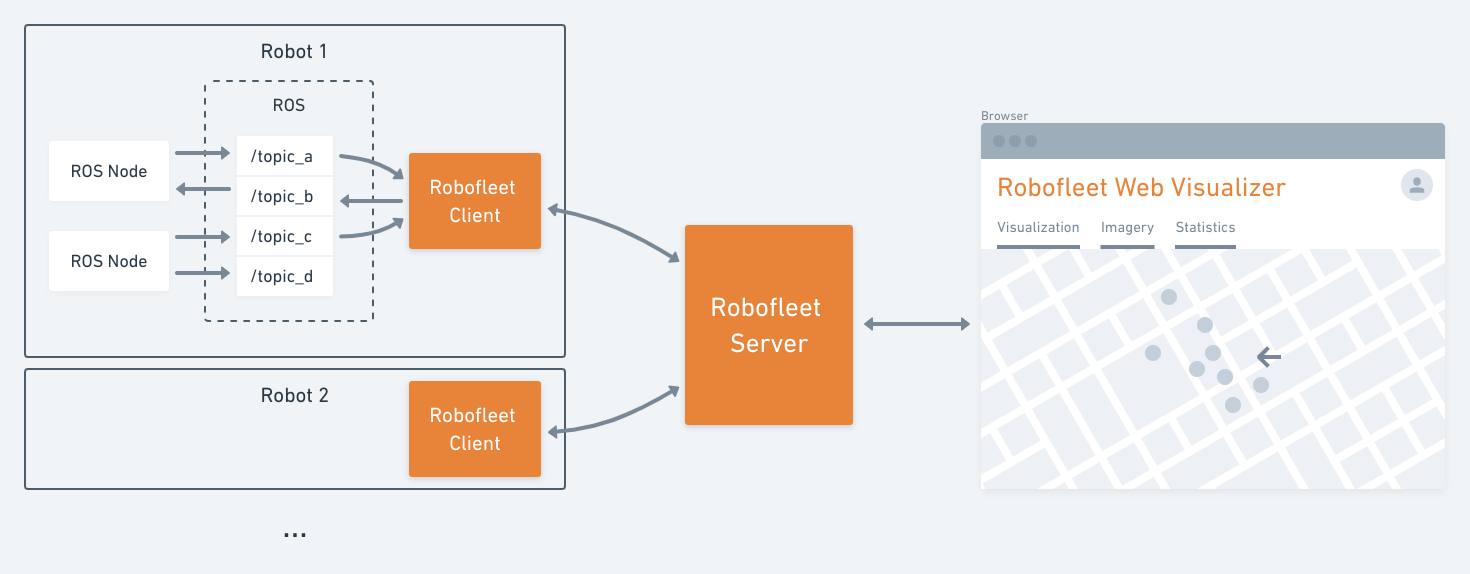 Robot 1
ROS
ROS Node
ROS Node
/topic_a
/topic_b
/topic_c
/topic_d
Robofleet
Client
Robot 2
Robofleet
Client
...
Robofleet
Server
Browser
Robofleet Web Visualizer
Visualization Imagery Statistics